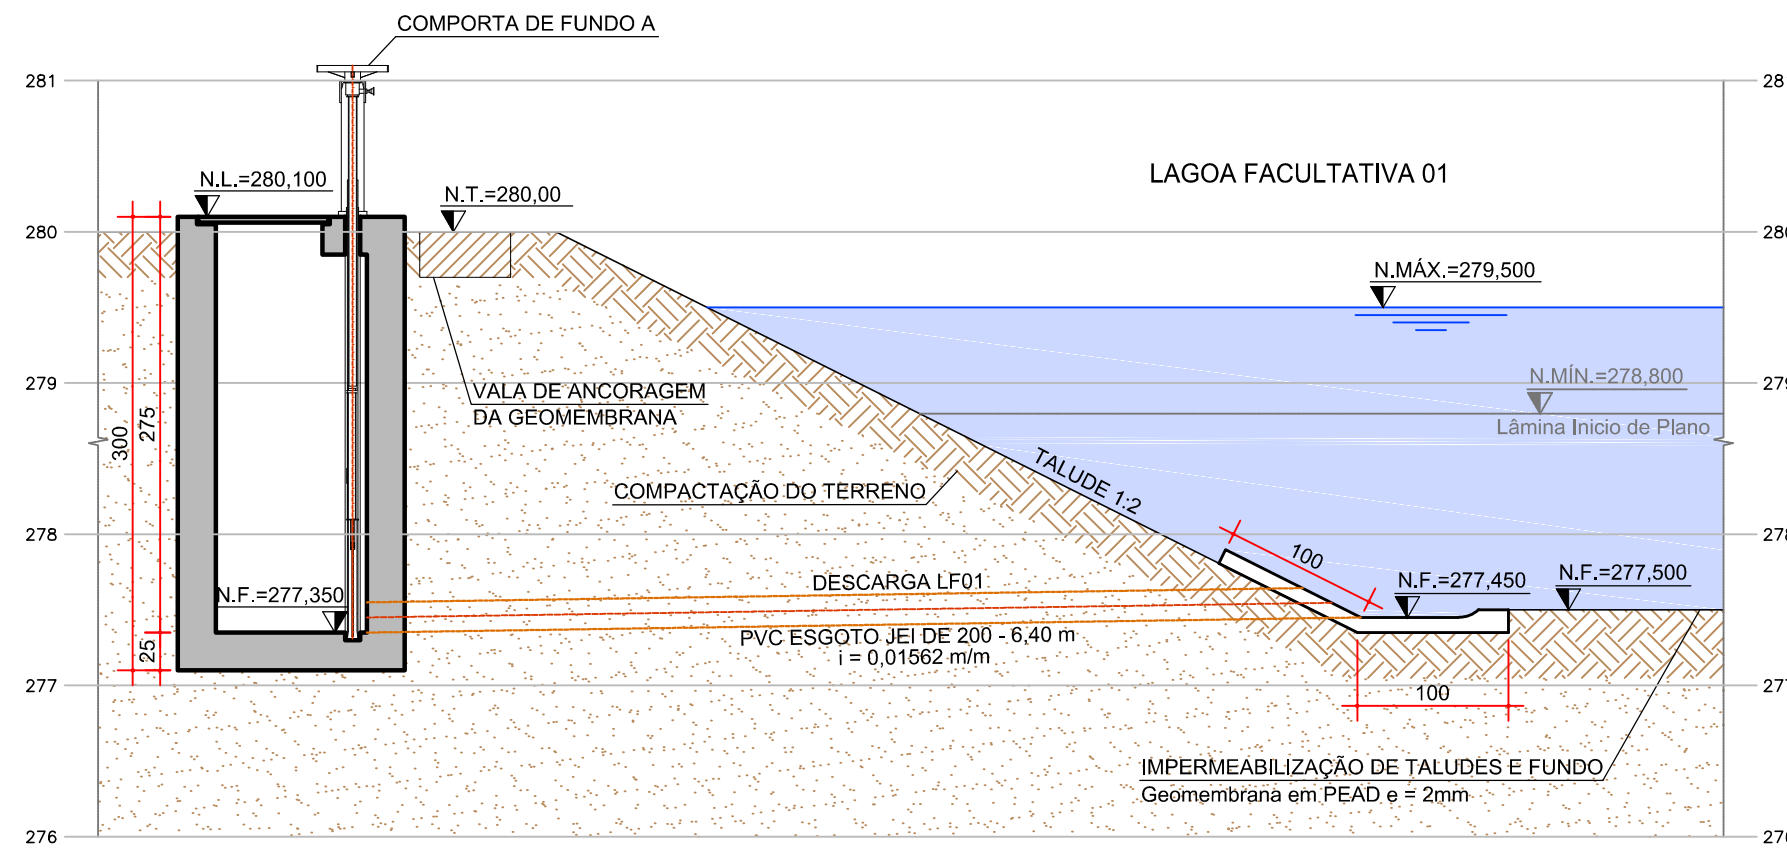 COMPORTA DE FUNDO A
281
28
LAGOA FACULTATIVA 01
N.L.=280,100
N.T.=280,00
280
280
N.MÁX.=279,500
279
279
N.MÍN.=278,800
Lâmina Inicio de Plano
VALA DE ANCORAGEM
DA GEOMEMBRANA
300
275
TALUDE 1:2
COMPACTAÇÃO DO TERRENO
278
278
100
DESCARGA LF01
N.F.=277,350
N.F.=277,450
N.F.=277,500
PVC ESGOTO JEI DE 200 - 6,40 m
i = 0,01562 m/m
25
277
277
100
IMPERMEABILIZAÇÃO DE TALUDES E FUNDO
Geomembrana em PEAD e = 2mm
276
276